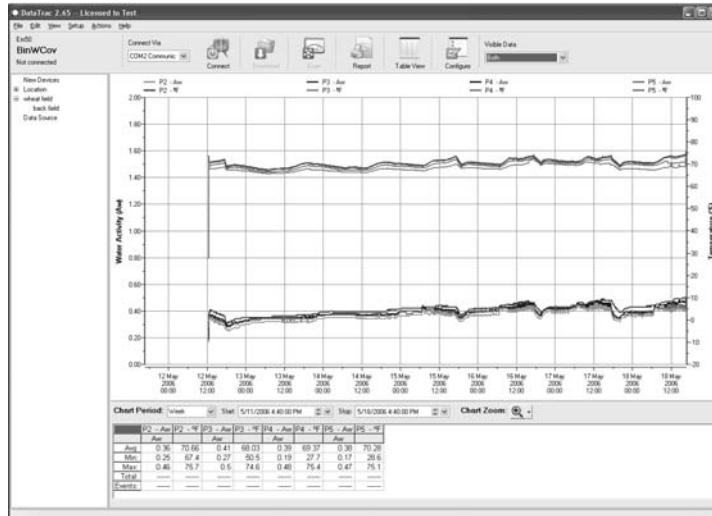 DataTrac 2.65 -- Licensed to Test
File Edit View Setup Actions Help
Em50
BinWCov
Not connected
Connect Via
COM2 Communic
Connect
Download
Scan
Report
Table View
Configure
Visible Data
Both
New Devices
Location
wheat field
back field
Data Source
P2 - Aw P3 - Aw P4 - Aw P5 - Aw
P2 - °F P3 - °F P4 - °F P5 - °F
Water Activity (Aw)
2.00
1.80
1.60
1.40
1.20
1.00
0.80
0.60
0.40
0.20
0.00
100
90
80
70
60
50
40
30
20
10
0
-10
-20
Temperature (°F)
12 May 12 May 13 May 13 May 14 May 14 May 15 May 15 May 16 May 16 May 17 May 17 May 18 May 18 May
2006 2006 2006 2006 2006 2006 2006 2006 2006 2006 2006 2006 2006 2006
00:00 12:00 00:00 12:00 00:00 12:00 00:00 12:00 00:00 12:00 00:00 12:00 00:00 12:00
Chart Period: Week Start 5/11/2006 4:40:00 PM Stop 5/18/2006 4:40:00 PM Chart Zoom:
P2 - Aw P2 - °F P3 - Aw P3 - °F P4 - Aw P4 - °F P5 - Aw P5 - °F
Aw Aw Aw Aw
Avg 0.36 70.66 0.41 68.03 0.39 69.37 0.38 70.28
Min: 0.25 67.4 0.27 50.5 0.19 27.7 0.17 28.6
Max: 0.46 75.7 0.5 74.6 0.48 75.4 0.47 75.1
Total: ----- ----- ----- ----- ----- ----- ----- -----
Events: ----- ----- ----- ----- ----- ----- ----- -----